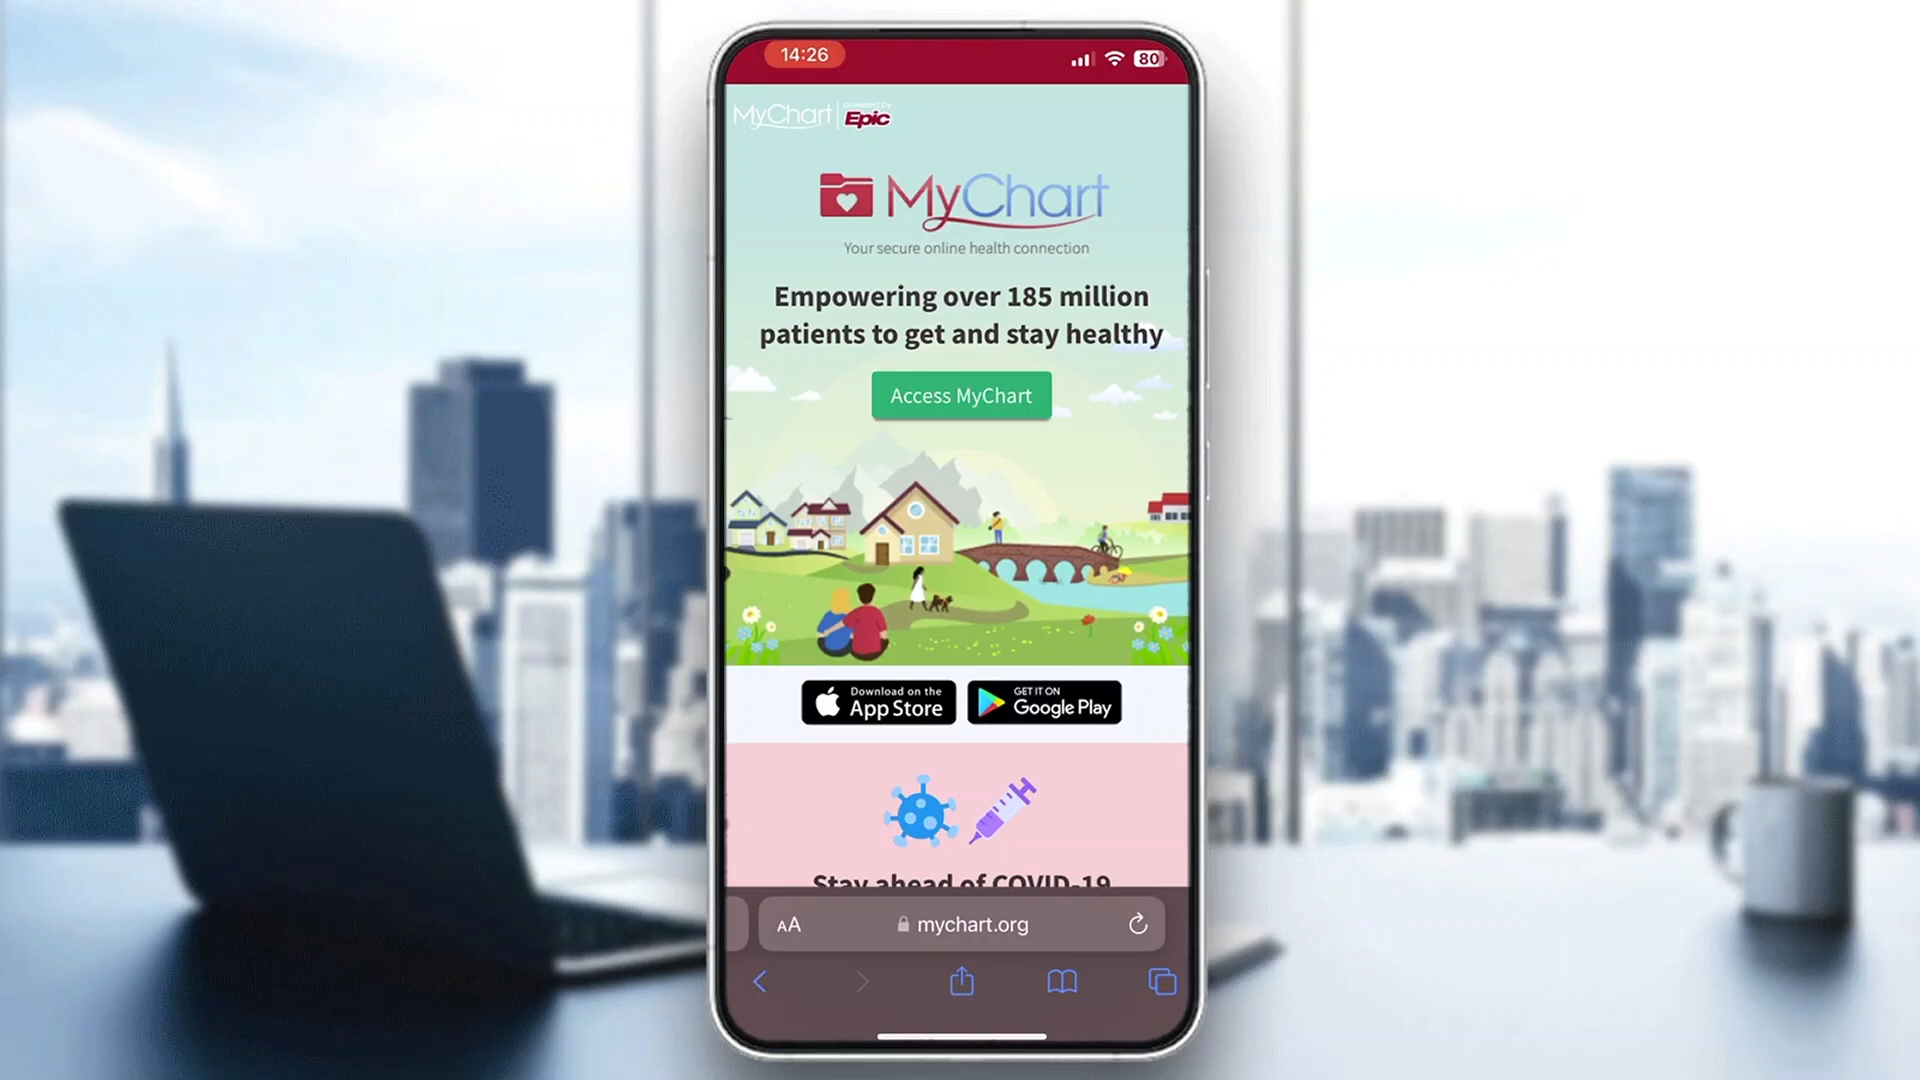 14:26
80
MyChart powered by Epic
MyChart
Your secure online health connection
Empowering over 185 million
patients to get and stay healthy
Access MyChart
Download on the
App Store
GET IT ON
Google Play
Stay ahead of COVID-19
AA
mychart.org